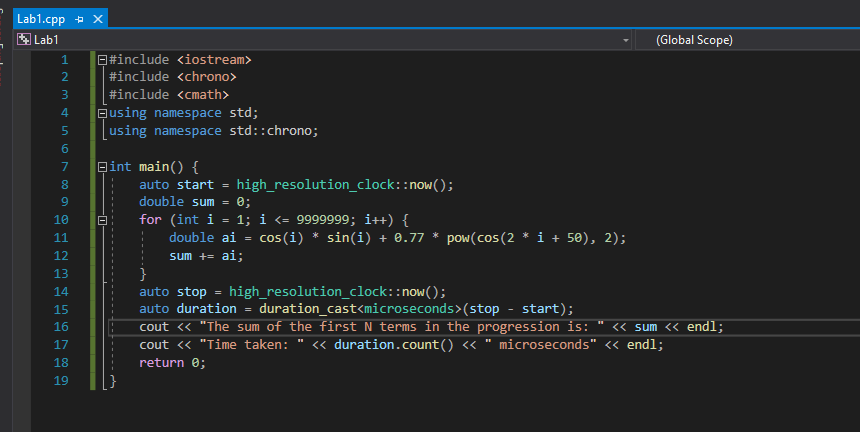 Lab1.cpp
Lab1 (Global Scope)
1 #include <iostream>
2 #include <chrono>
3 #include <cmath>
4 using namespace std;
5 using namespace std::chrono;
6
7 int main() {
8 auto start = high_resolution_clock::now();
9 double sum = 0;
10 for (int i = 1; i <= 9999999; i++) {
11 double ai = cos(i) * sin(i) + 0.77 * pow(cos(2 * i + 50), 2);
12 sum += ai;
13 }
14 auto stop = high_resolution_clock::now();
15 auto duration = duration_cast<microseconds>(stop - start);
16 cout << "The sum of the first N terms in the progression is: " << sum << endl;
17 cout << "Time taken: " << duration.count() << " microseconds" << endl;
18 return 0;
19 }